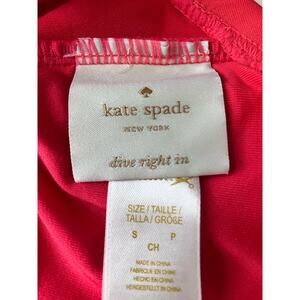 kate spade
NEW YORK
dive right in
SIZE / TAILLE /
TALLA / GRÖßE
S P
CH
MADE IN CHINA
FABRIQUÉ EN CHINE
HECHO EN CHINA
HERGESTELLT IN CHINA